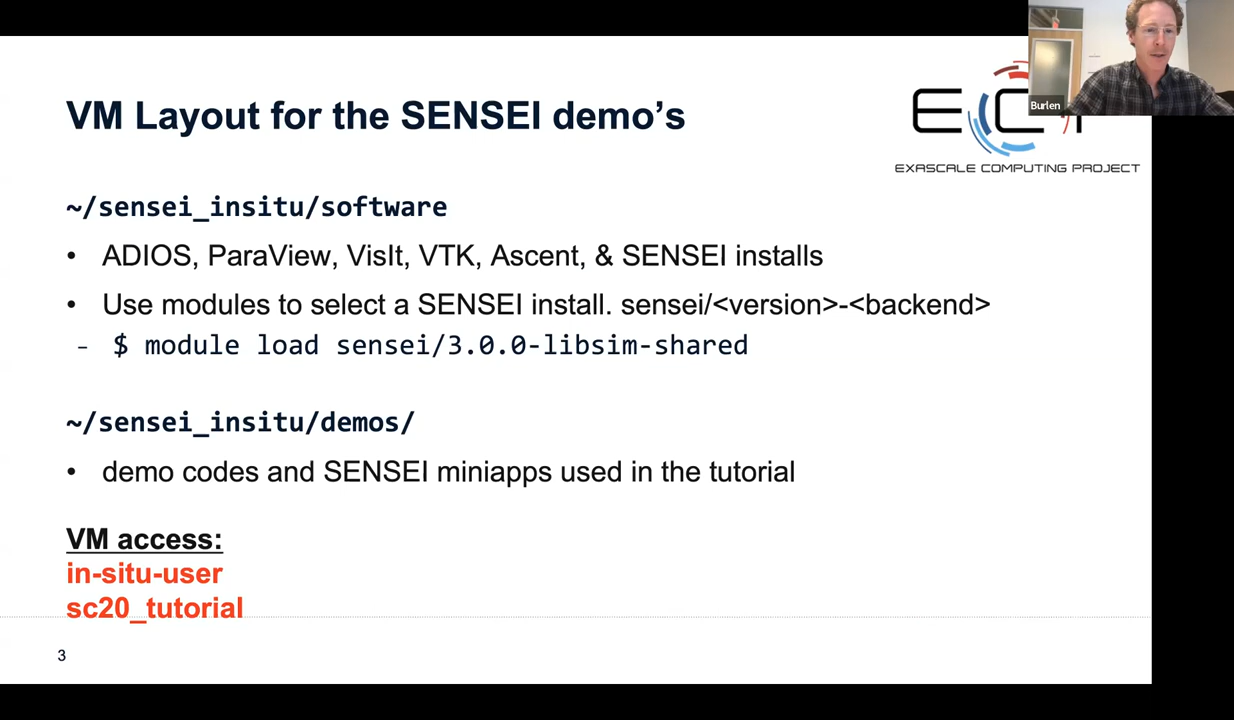 Burlen
VM Layout for the SENSEI demo's
EXASCALE COMPUTING PROJECT
~/sensei_insitu/software
• ADIOS, ParaView, VisIt, VTK, Ascent, & SENSEI installs
• Use modules to select a SENSEI install. sensei/<version>-<backend>
– $ module load sensei/3.0.0-libsim-shared
~/sensei_insitu/demos/
• demo codes and SENSEI miniapps used in the tutorial
VM access:
in-situ-user
sc20_tutorial
3